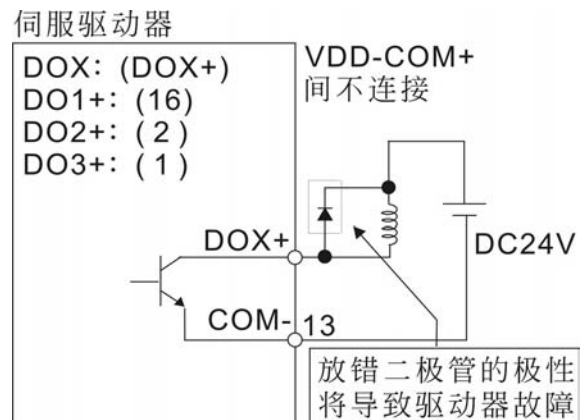 伺服驱动器
DOX: (DOX+)
DO1+: (16)
DO2+: ( 2 )
DO3+: ( 1 )
VDD-COM+
间不连接
DOX+
DC24V
COM- 13
放错二极管的极性
将导致驱动器故障